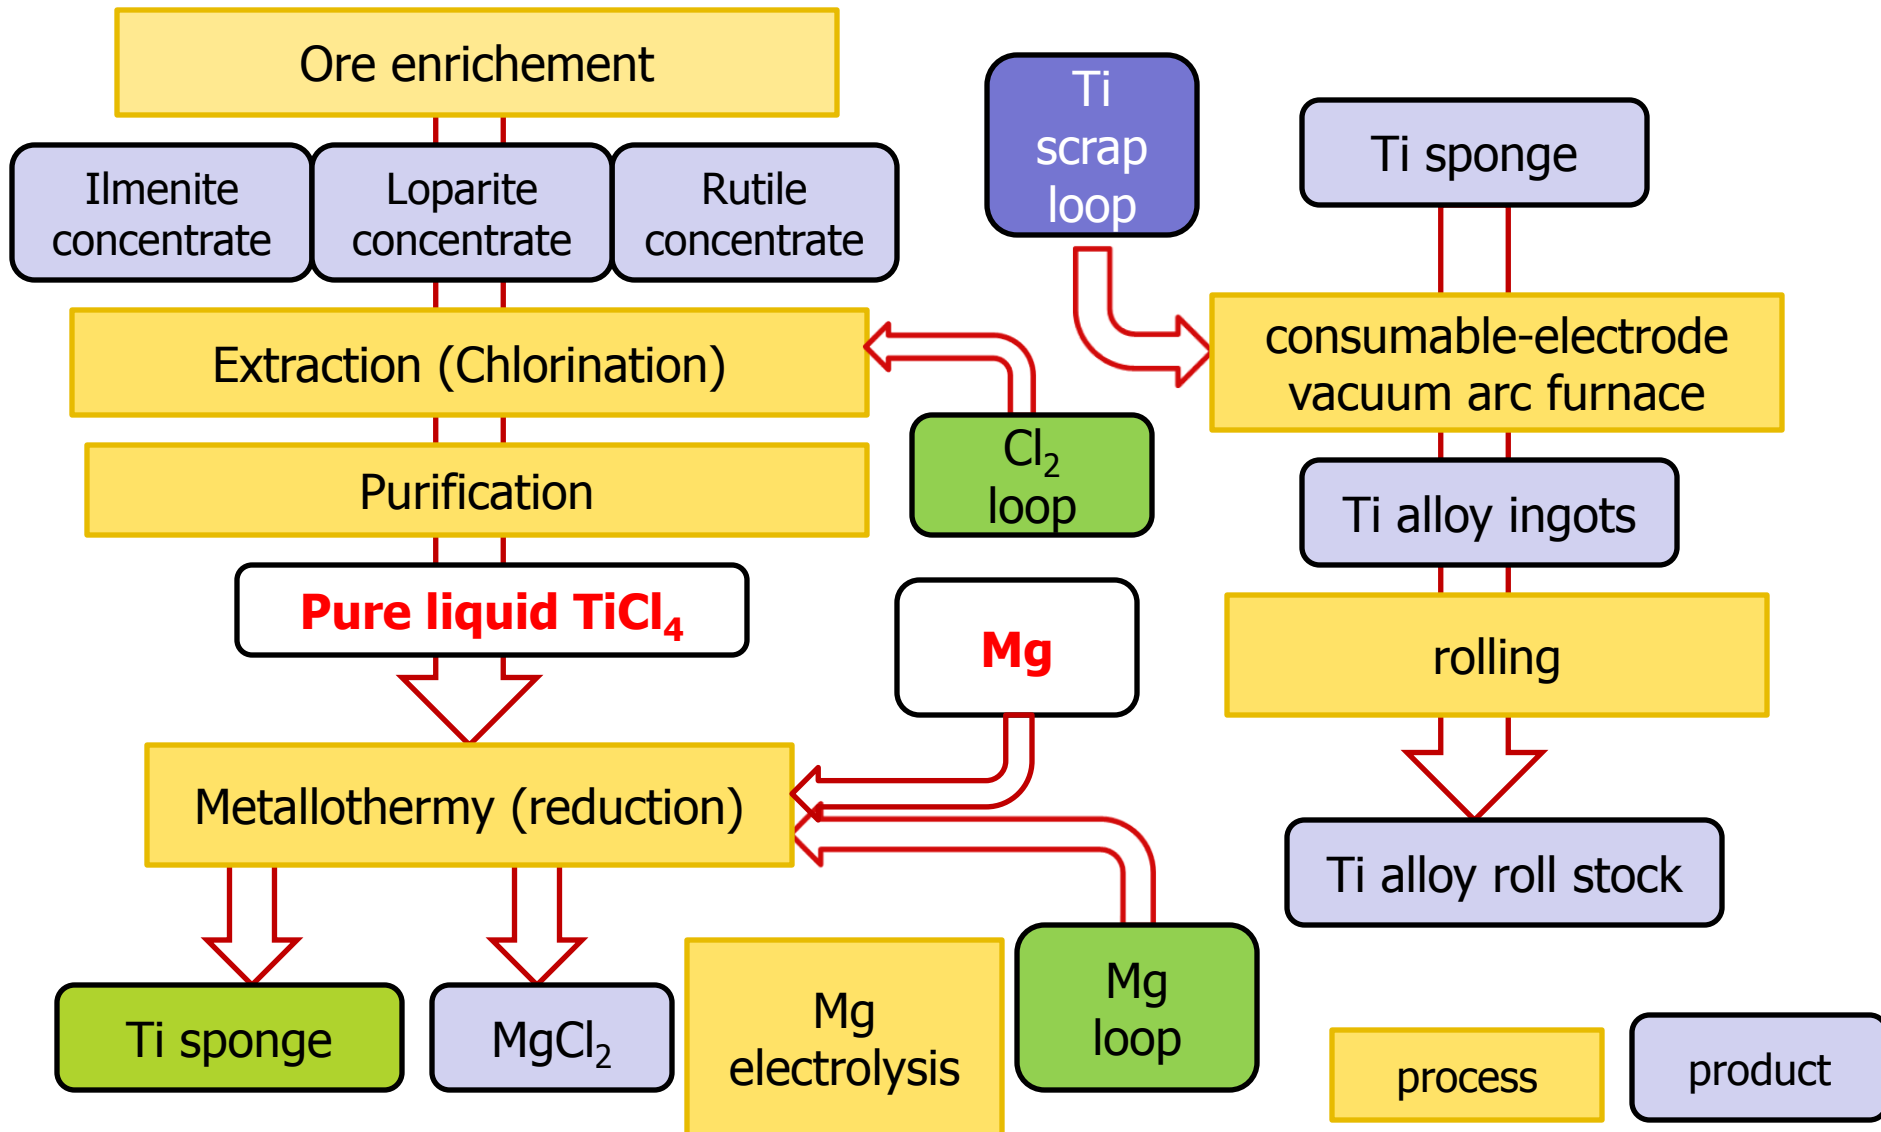 Ore enrichement
Ilmenite
concentrate
Loparite
concentrate
Rutile
concentrate
Extraction (Chlorination)
Purification
Pure liquid TiCl₄
Metallothermy (reduction)
Ti sponge
MgCl₂
Mg
electrolysis
Ti
scrap
loop
Cl₂
loop
Mg
Mg
loop
Ti sponge
consumable-electrode
vacuum arc furnace
Ti alloy ingots
rolling
Ti alloy roll stock
process
product